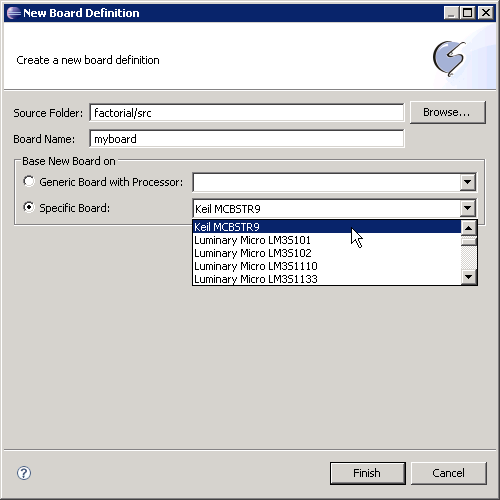 New Board Definition
Create a new board definition
Source Folder: factorial/src Browse...
Board Name: myboard
Base New Board on
Generic Board with Processor:
Specific Board: Keil MCBSTR9
Keil MCBSTR9
Luminary Micro LM3S101
Luminary Micro LM3S102
Luminary Micro LM3S1110
Luminary Micro LM3S1133
? Finish Cancel